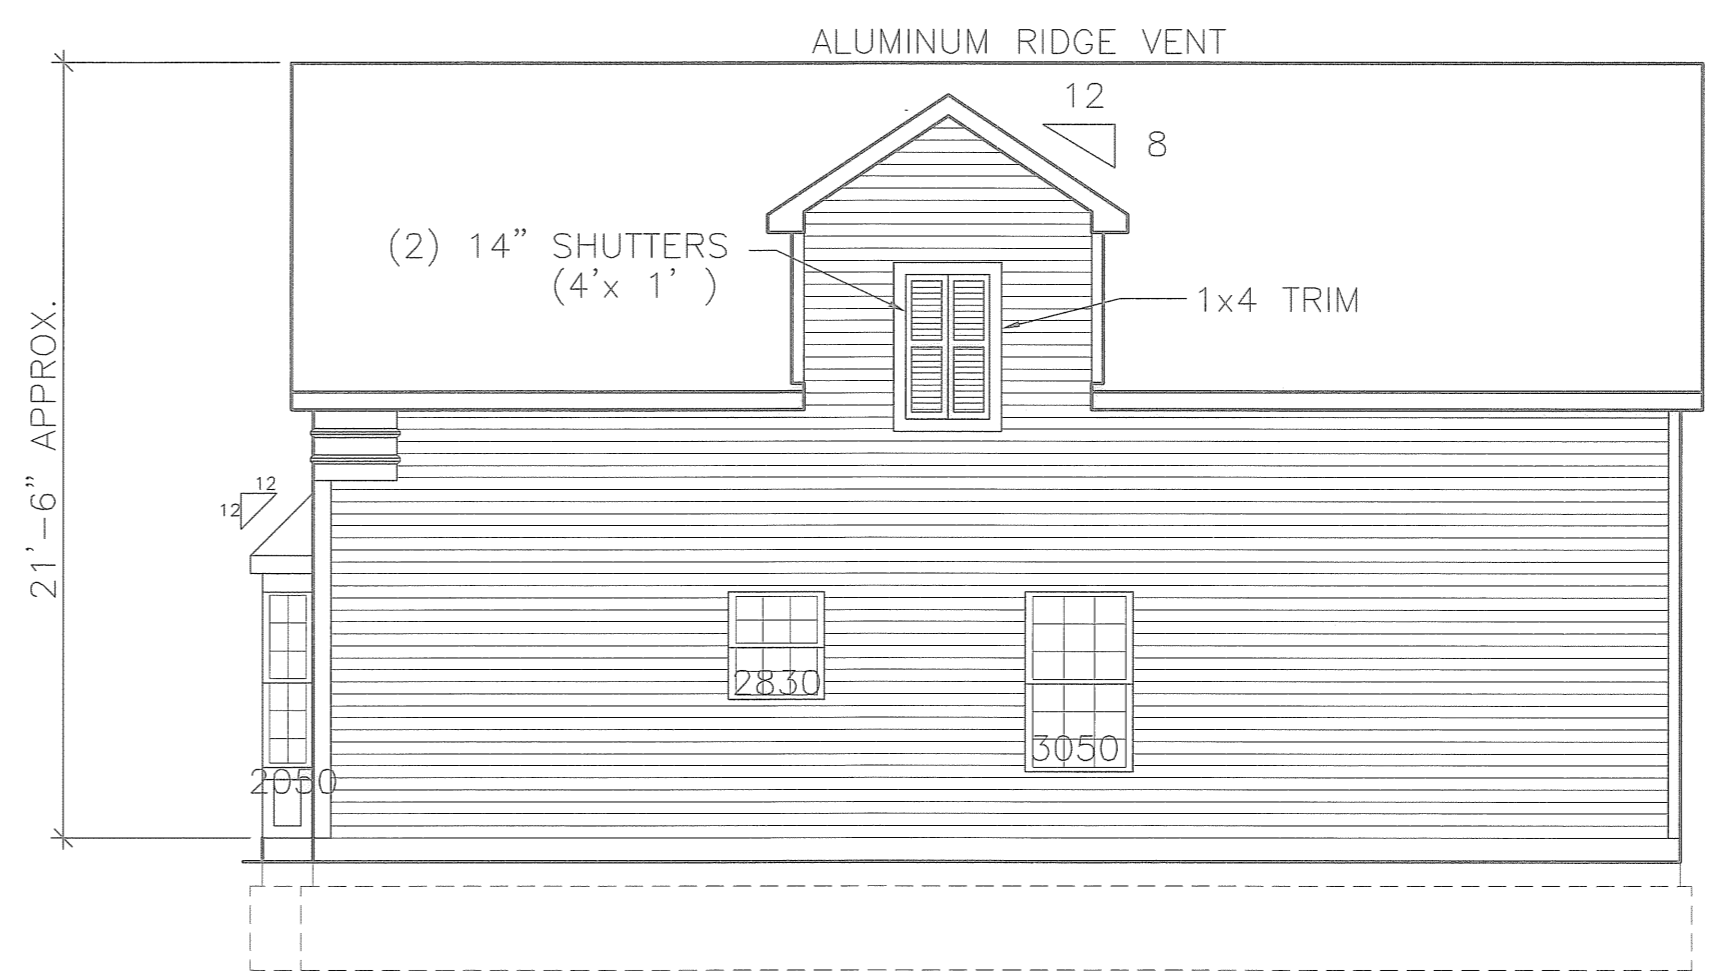 ALUMINUM RIDGE VENT
12
8
(2) 14" SHUTTERS
(4'x 1' )
1x4 TRIM
21'-6" APPROX.
12
12
2830
3050
2050